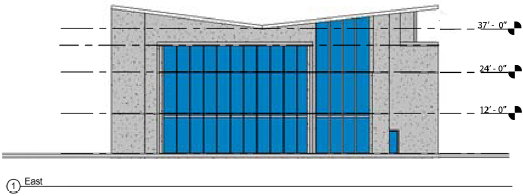 37' - 0"
24' - 0"
12' - 0"
1 East